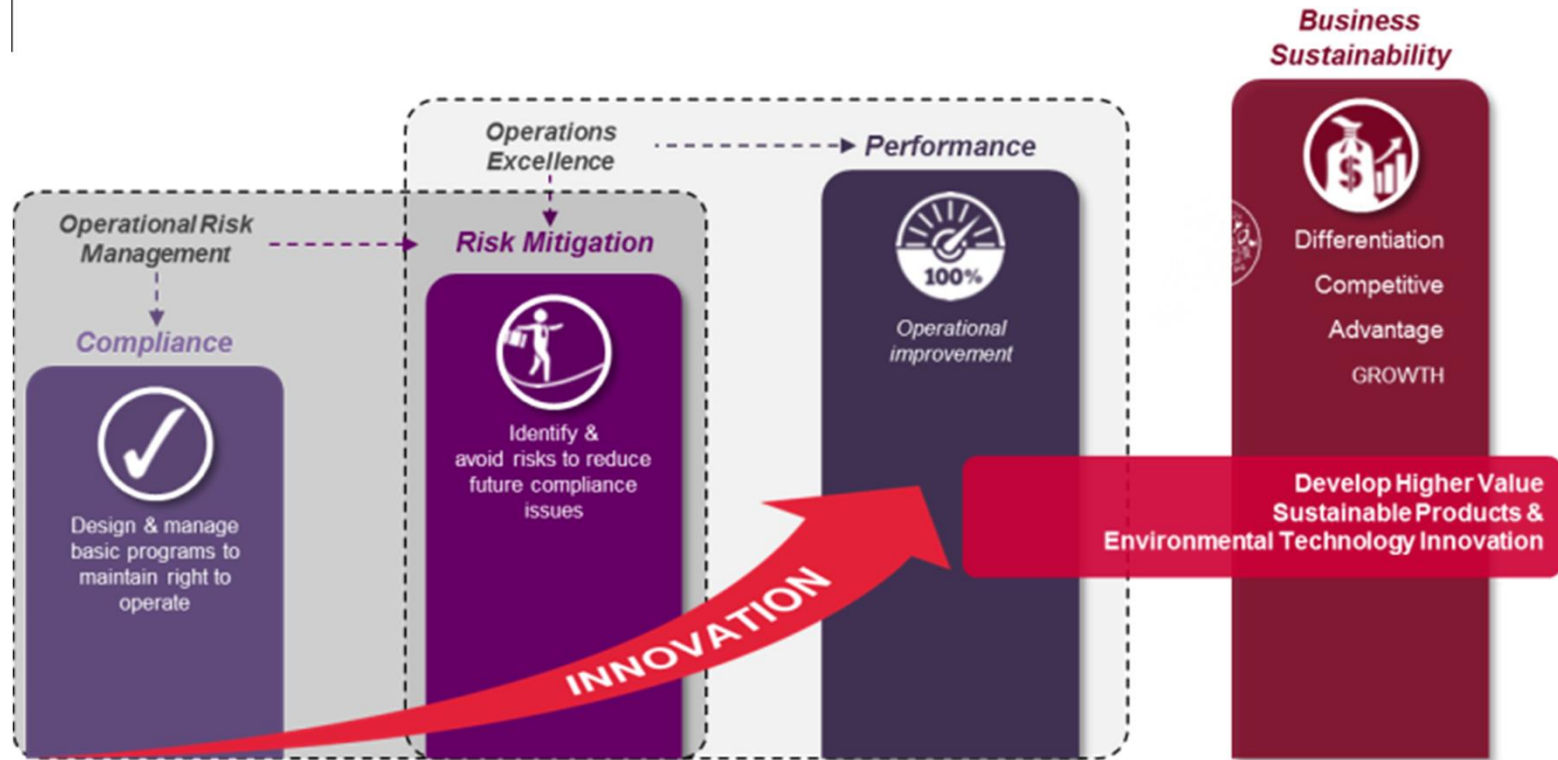 Business
Sustainability
Operations
Excellence
Performance
Operational Risk
Management
Risk Mitigation
Compliance
100%
Operational
improvement
$
Differentiation
Competitive
Advantage
GROWTH
Identify &
avoid risks to reduce
future compliance
issues
Design & manage
basic programs to
maintain right to
operate
INNOVATION
Develop Higher Value
Sustainable Products &
Environmental Technology Innovation